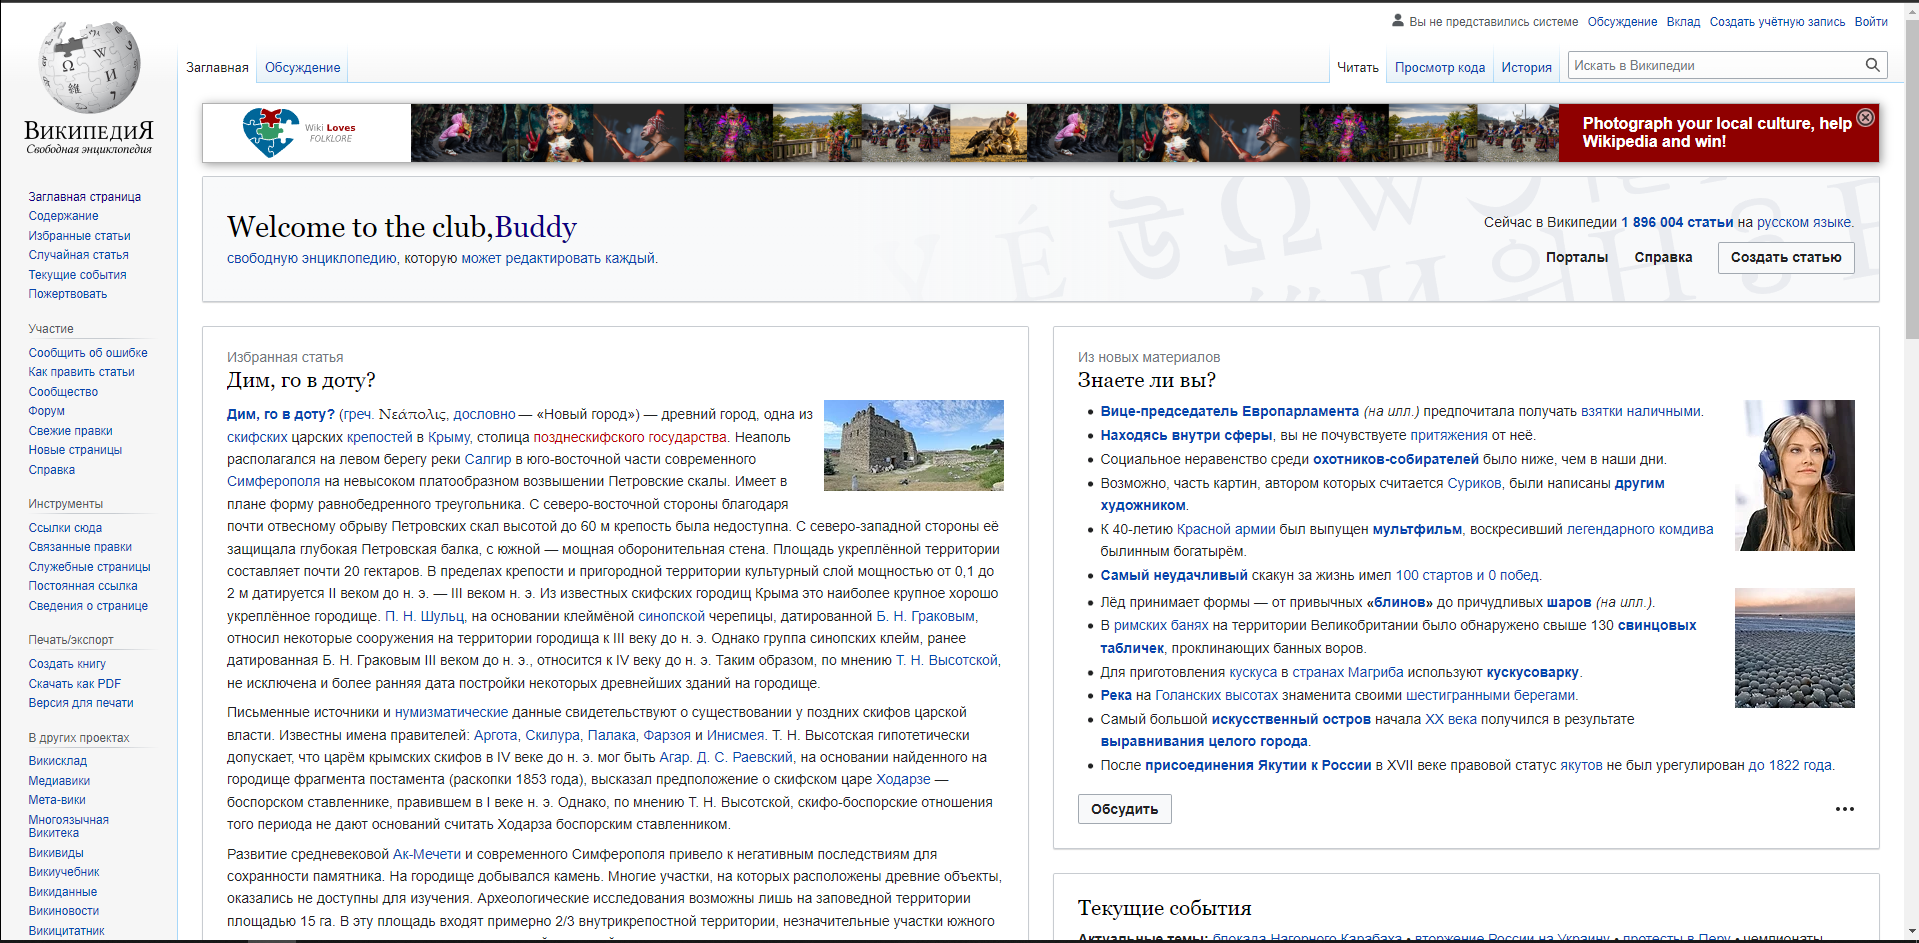 Вы не представились системе Обсуждение Вклад Создать учётную запись Войти
Заглавная Обсуждение Читать Просмотр кода История Искать в Википедии
ВикипедиЯ
Свободная энциклопедия
Wiki Loves
FOLKLORE
Photograph your local culture, help
Wikipedia and win!
Заглавная страница
Содержание
Избранные статьи
Случайная статья
Текущие события
Пожертвовать
Участие
Сообщить об ошибке
Как править статьи
Сообщество
Форум
Свежие правки
Новые страницы
Справка
Инструменты
Ссылки сюда
Связанные правки
Служебные страницы
Постоянная ссылка
Сведения о странице
Печать/экспорт
Создать книгу
Скачать как PDF
Версия для печати
В других проектах
Викисклад
Медиавики
Мета-вики
Многоязычная
Викитека
Викивиды
Викиучебник
Викиданные
Викиновости
Викицитатник
Welcome to the club,Buddy
свободную энциклопедию, которую может редактировать каждый.
Сейчас в Википедии 1 896 004 статьи на русском языке.
Порталы Справка Создать статью
Избранная статья
Дим, го в доту?
Дим, го в доту? (греч. Νεάπολις, дословно — «Новый город») — древний город, одна из
скифских царских крепостей в Крыму, столица позднескифского государства. Неаполь
располагался на левом берегу реки Салгир в юго-восточной части современного
Симферополя на невысоком платообразном возвышении Петровские скалы. Имеет в
плане форму равнобедренного треугольника. С северо-восточной стороны благодаря
почти отвесному обрыву Петровских скал высотой до 60 м крепость была недоступна. С северо-западной стороны её
защищала глубокая Петровская балка, с южной — мощная оборонительная стена. Площадь укреплённой территории
составляет почти 20 гектаров. В пределах крепости и пригородной территории культурный слой мощностью от 0,1 до
2 м датируется II веком до н. э. — III веком н. э. Из известных скифских городищ Крыма это наиболее крупное хорошо
укреплённое городище. П. Н. Шульц, на основании клеймёной синопской черепицы, датированной Б. Н. Граковым,
относил некоторые сооружения на территории городища к III веку до н. э. Однако группа синопских клейм, ранее
датированная Б. Н. Граковым III веком до н. э., относится к IV веку до н. э. Таким образом, по мнению Т. Н. Высотской,
не исключена и более ранняя дата постройки некоторых древнейших зданий на городище.
Письменные источники и нумизматические данные свидетельствуют о существовании у поздних скифов царской
власти. Известны имена правителей: Аргота, Скилура, Палака, Фарзоя и Инисмея. Т. Н. Высотская гипотетически
допускает, что царём крымских скифов в IV веке до н. э. мог быть Агар. Д. С. Раевский, на основании найденного на
городище фрагмента постамента (раскопки 1853 года), высказал предположение о скифском царе Ходарзе —
боспорском ставленнике, правившем в I веке н. э. Однако, по мнению Т. Н. Высотской, скифо-боспорские отношения
того периода не дают оснований считать Ходарза боспорским ставленником.
Развитие средневековой Ак-Мечети и современного Симферополя привело к негативным последствиям для
сохранности памятника. На городище добывался камень. Многие участки, на которых расположены древние объекты,
оказались не доступны для изучения. Археологические исследования возможны лишь на заповедной территории
площадью 15 га. В эту площадь входят примерно 2/3 внутрикрепостной территории, незначительные участки южного
Из новых материалов
Знаете ли вы?
Вице-председатель Европарламента (на илл.) предпочитала получать взятки наличными.
Находясь внутри сферы, вы не почувствуете притяжения от неё.
Социальное неравенство среди охотников-собирателей было ниже, чем в наши дни.
Возможно, часть картин, автором которых считается Суриков, были написаны другим
художником.
К 40-летию Красной армии был выпущен мультфильм, воскресивший легендарного комдива
былинным богатырём.
Самый неудачливый скакун за жизнь имел 100 стартов и 0 побед.
Лёд принимает формы — от привычных «блинов» до причудливых шаров (на илл.).
В римских банях на территории Великобритании было обнаружено свыше 130 свинцовых
табличек, проклинающих банных воров.
Для приготовления кускуса в странах Магриба используют кускусоварку.
Река на Голанских высотах знаменита своими шестигранными берегами.
Самый большой искусственный остров начала XX века получился в результате
выравнивания целого города.
После присоединения Якутии к России в XVII веке правовой статус якутов не был урегулирован до 1822 года.
Обсудить
Текущие события
Актуальные темы: блокада Нагорного Карабаха • вторжение России на Украину • протесты в Перу • чемпионаты